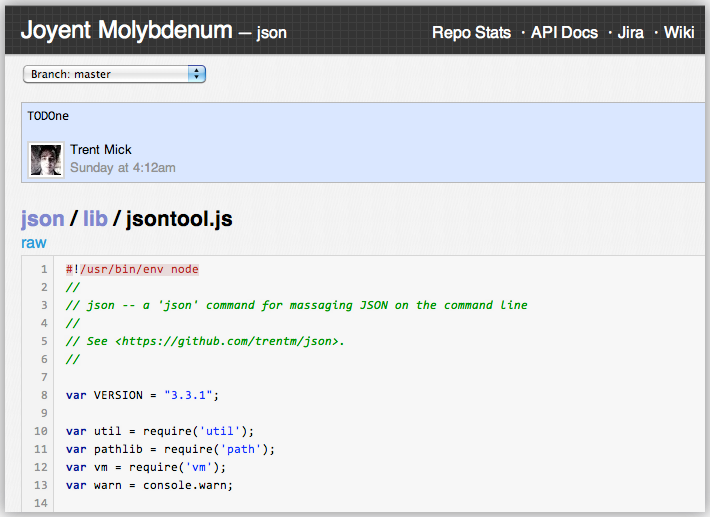 Joyent Molybdenum — json
Repo Stats · API Docs · Jira · Wiki
Branch: master
TODOne
Trent Mick
Sunday at 4:12am
json / lib / jsontool.js
raw
1 #!/usr/bin/env node
2 //
3 // json -- a 'json' command for massaging JSON on the command line
4 //
5 // See <https://github.com/trentm/json>.
6 //
7
8 var VERSION = "3.3.1";
9
10 var util = require('util');
11 var pathlib = require('path');
12 var vm = require('vm');
13 var warn = console.warn;
14